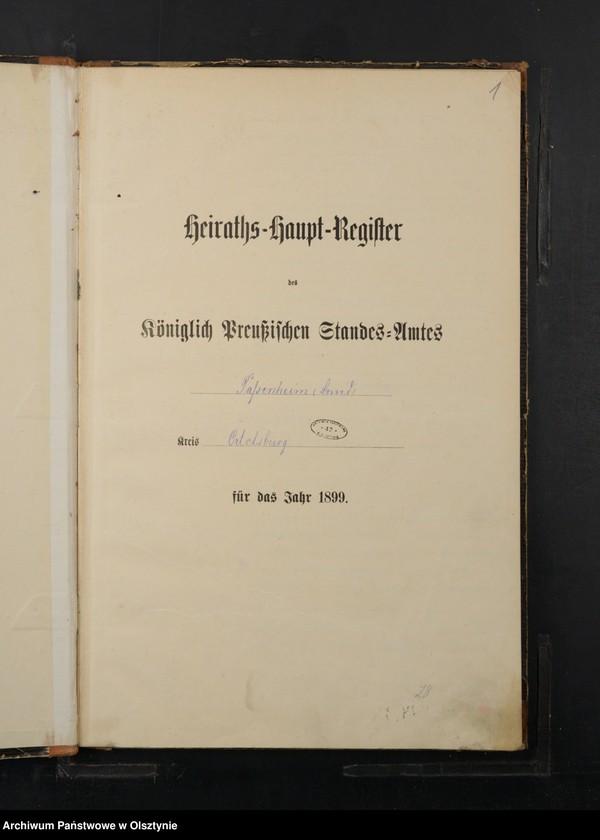 1
Heiraths-Haupt-Register
des
Königlich Preußischen Standes-Amtes
Paßenheim, Land
Kreis Ortelsburg
für das Jahr 1899.
28
Archiwum Państwowe w Olsztynie